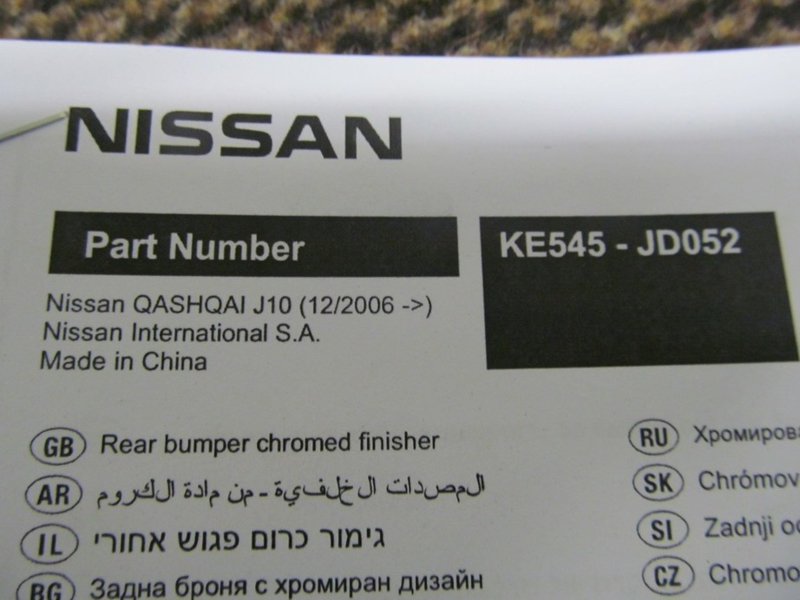 NISSAN
Part Number
KE545 - JD052
Nissan QASHQAI J10 (12/2006 ->)
Nissan International S.A.
Made in China
GB Rear bumper chromed finisher
AR المصدات الخلفية - من مادة الكروم
IL גימור כרום פגוש אחורי
BG Задна броня с хромиран дизайн
RU
SK
SI Zadnji
CZ